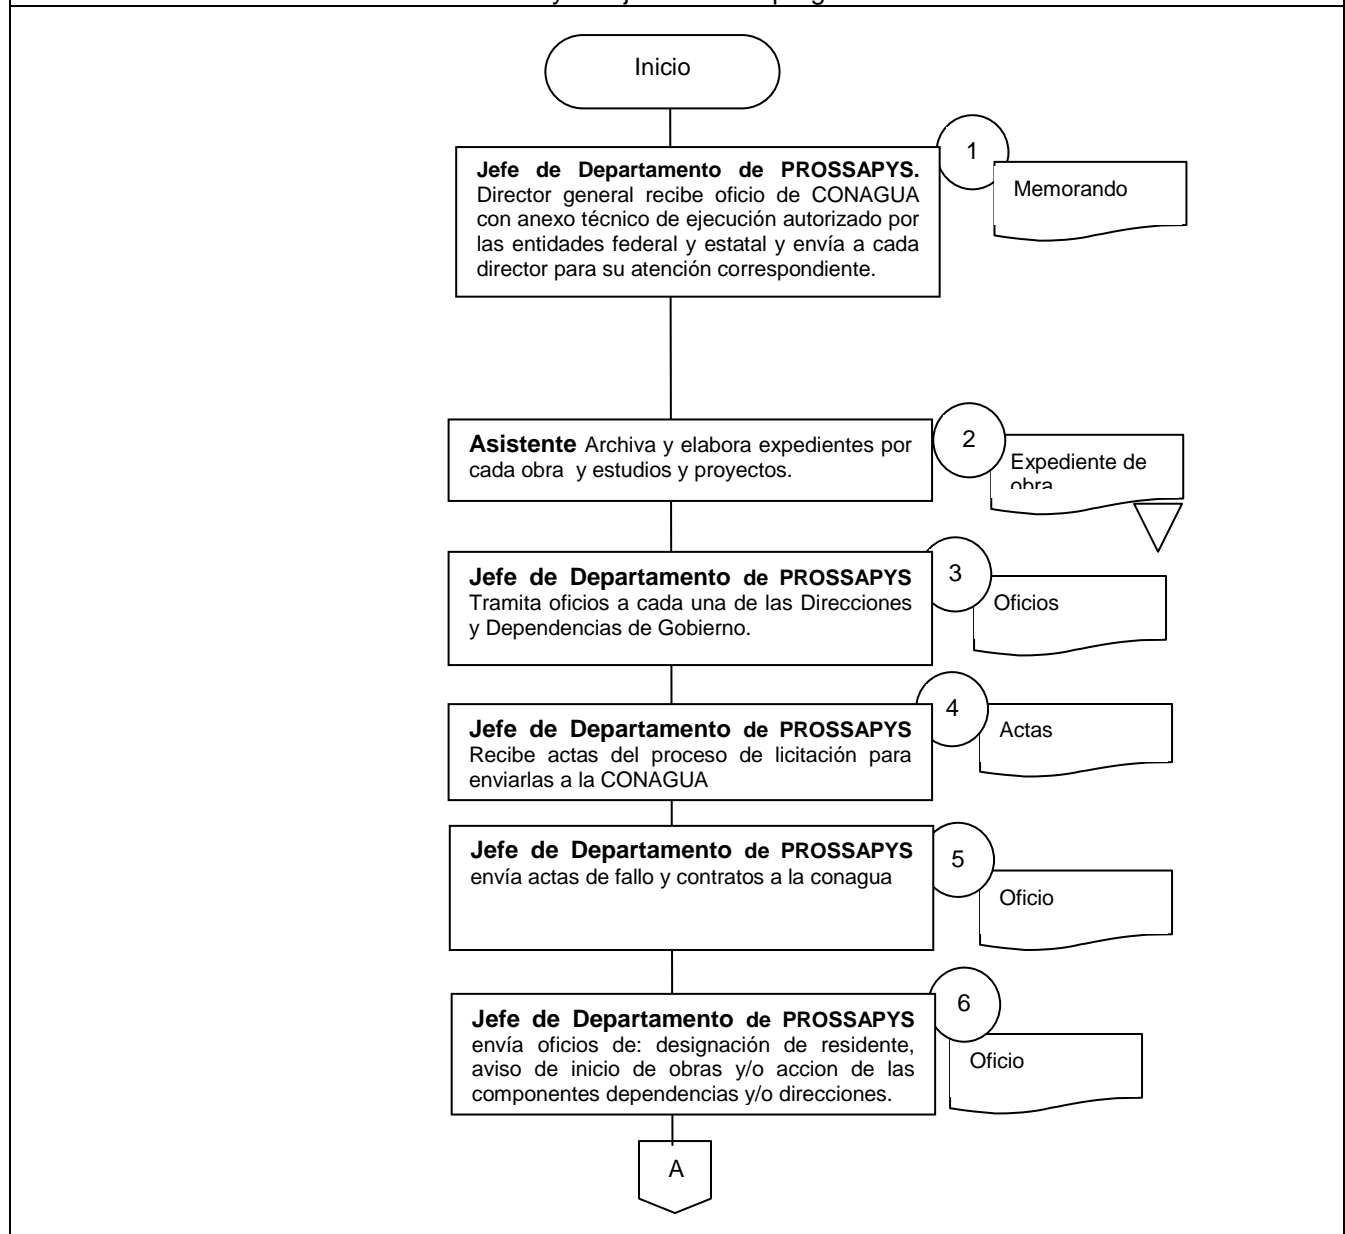 Inicio
1
Jefe de Departamento de PROSSAPYS.
Director general recibe oficio de CONAGUA
con anexo técnico de ejecución autorizado por
las entidades federal y estatal y envía a cada
director para su atención correspondiente.
Memorando
2
Asistente Archiva y elabora expedientes por
cada obra y estudios y proyectos.
Expediente de
obra
3
Jefe de Departamento de PROSSAPYS
Tramita oficios a cada una de las Direcciones
y Dependencias de Gobierno.
Oficios
4
Jefe de Departamento de PROSSAPYS
Recibe actas del proceso de licitación para
enviarlas a la CONAGUA
Actas
5
Jefe de Departamento de PROSSAPYS
envía actas de fallo y contratos a la conagua
Oficio
6
Jefe de Departamento de PROSSAPYS
envía oficios de: designación de residente,
aviso de inicio de obras y/o accion de las
componentes dependencias y/o direcciones.
Oficio
A